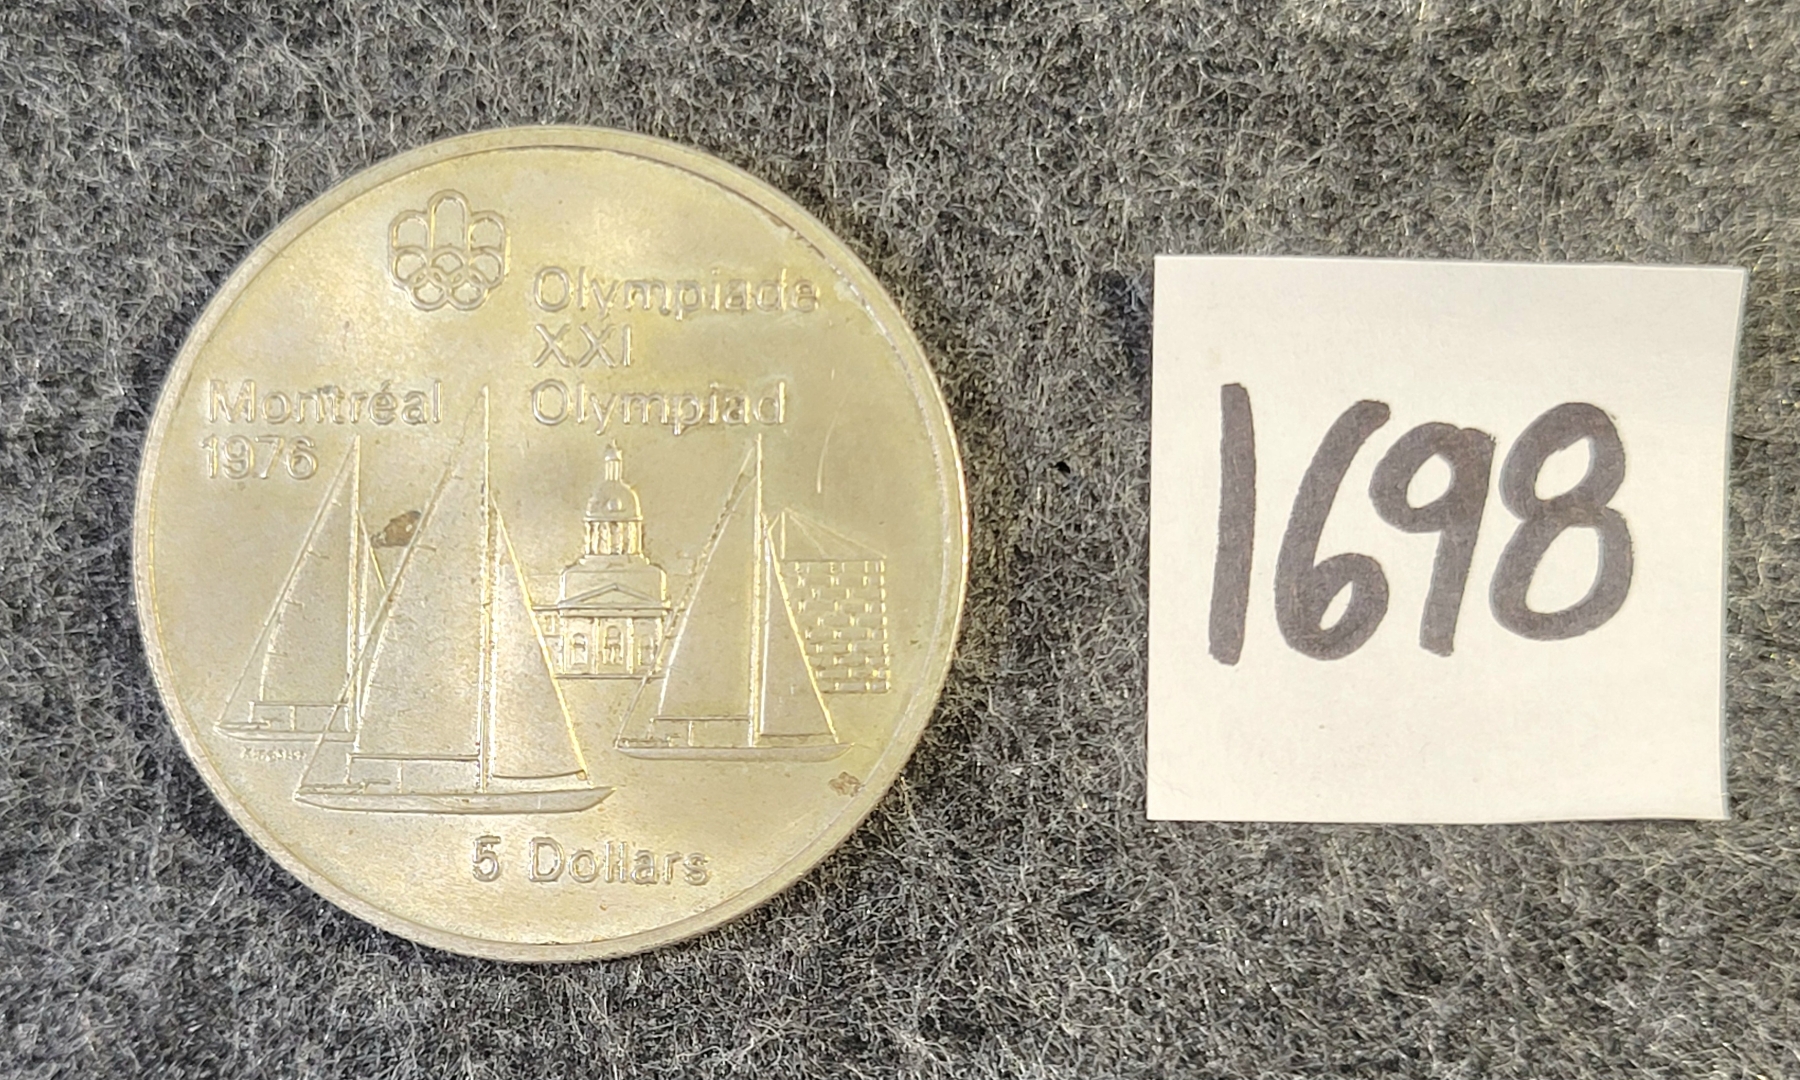 Olympiade
XXI
Olympiad
Montréal
1976
5 Dollars
1698